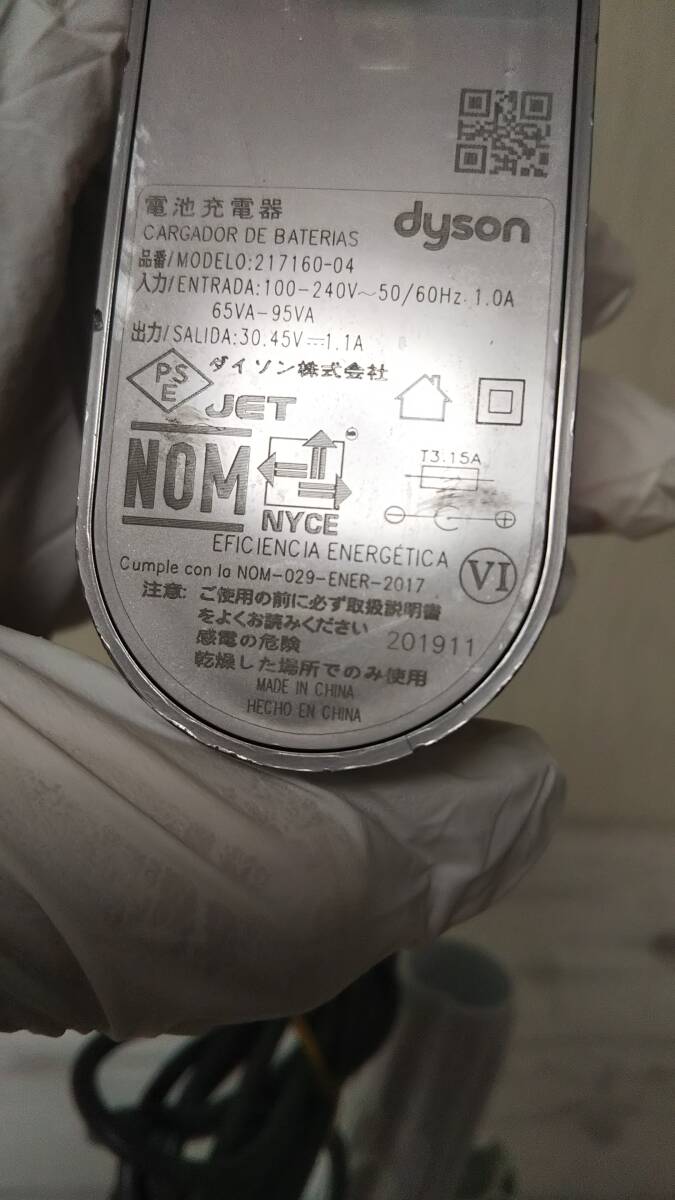 電池充電器
dyson
CARGADOR DE BATERIAS
品番/MODELO:217160-04
入力/ENTRADA:100-240V~50/60Hz 1.0A
65VA-95VA
出力/SALIDA:30.45V⎓1.1A
PSE
ダイソン株式会社
JET
NOM
NYCE
T3.15A
EFICIENCIA ENERGÉTICA
VI
Cumple con la NOM-029-ENER-2017
注意: ご使用の前に必ず取扱説明書
をよくお読みください
感電の危険
201911
乾燥した場所でのみ使用
MADE IN CHINA
HECHO EN CHINA